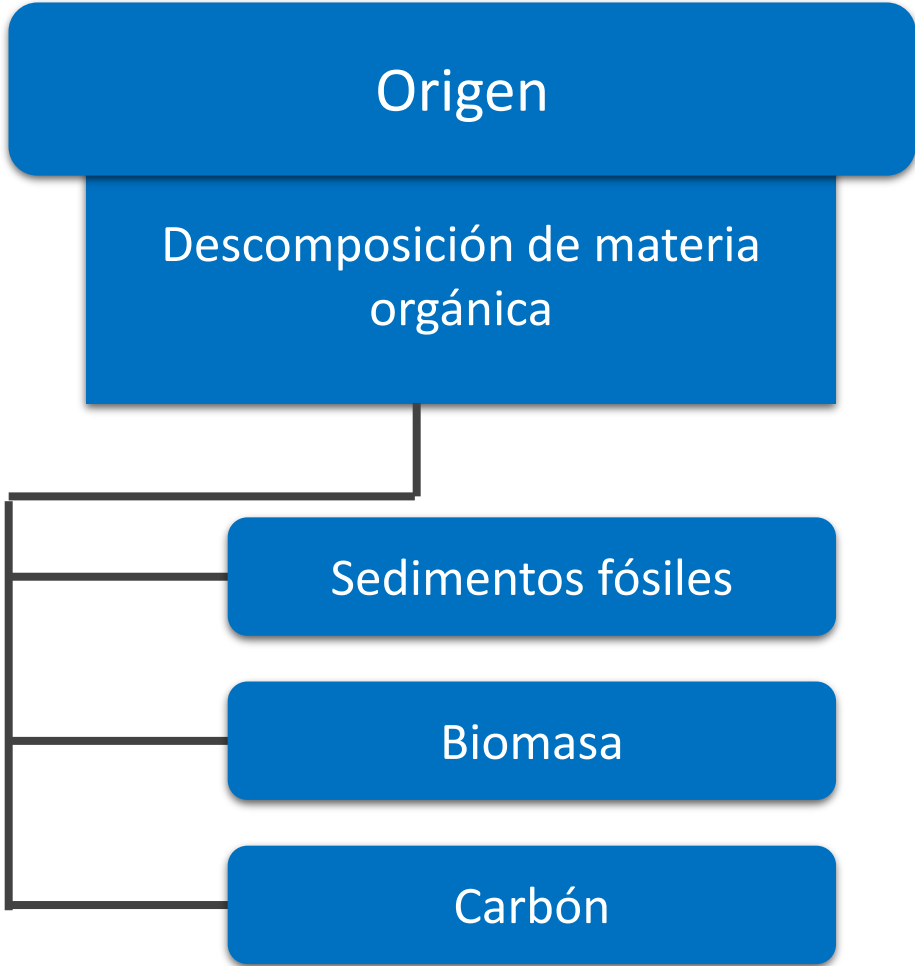 Origen
Descomposición de materia
orgánica
Sedimentos fósiles
Biomasa
Carbón